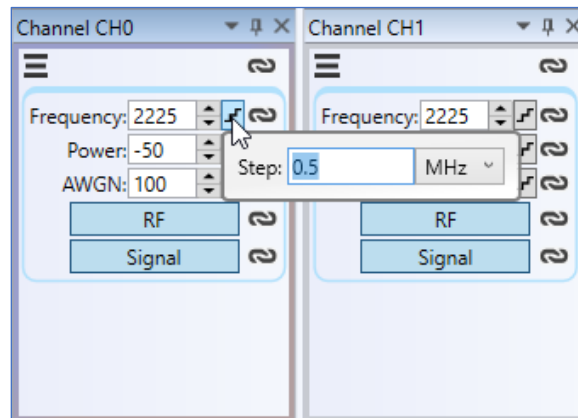 Channel CH0
Frequency: 2225
Power: -50
AWGN: 100
RF
Signal
Step: 0.5 MHz
Channel CH1
Frequency: 2225
RF
Signal